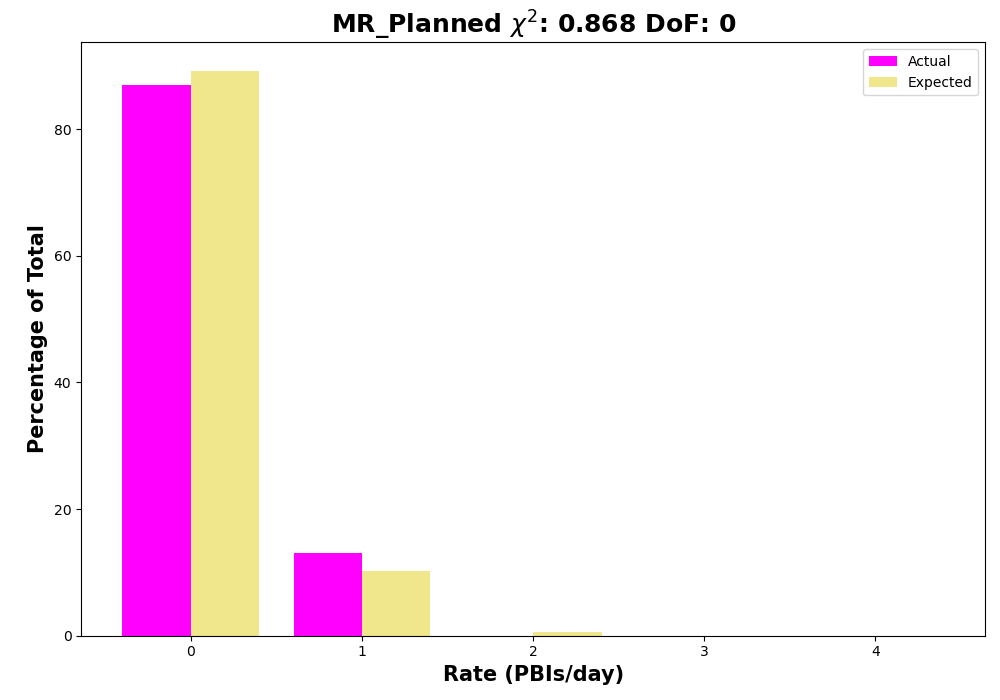 MR_Planned χ²: 0.868 DoF: 0
Actual
Expected
Percentage of Total
80
60
40
20
0
0 1 2 3 4
Rate (PBIs/day)